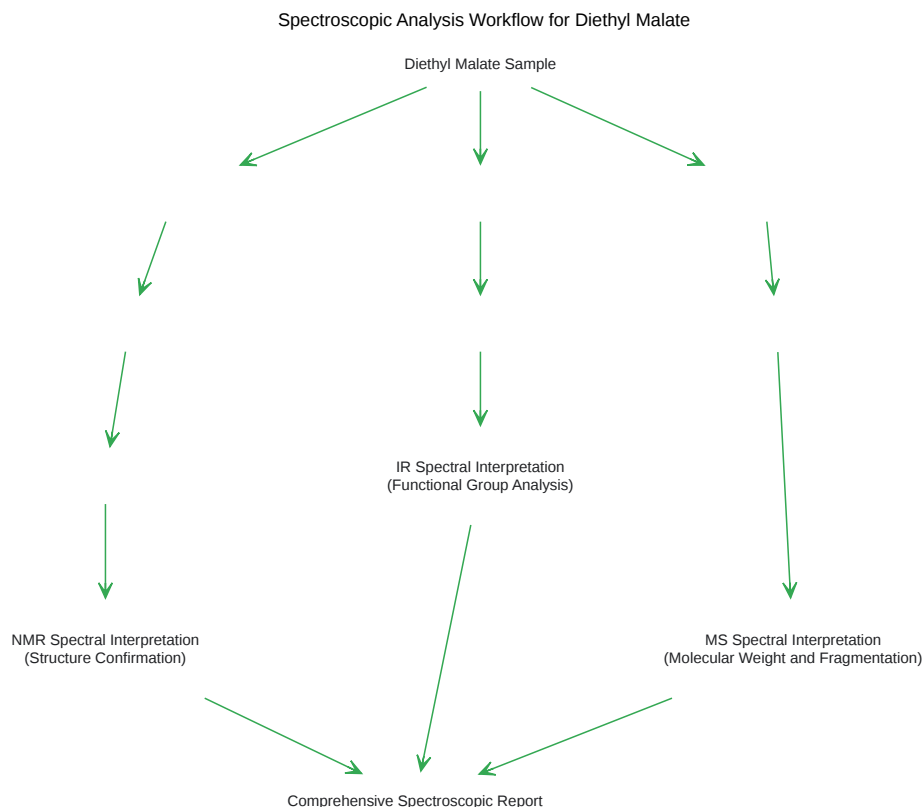 Spectroscopic Analysis Workflow for Diethyl Malate
Diethyl Malate Sample
IR Spectral Interpretation
(Functional Group Analysis)
NMR Spectral Interpretation
(Structure Confirmation)
MS Spectral Interpretation
(Molecular Weight and Fragmentation)
Comprehensive Spectroscopic Report